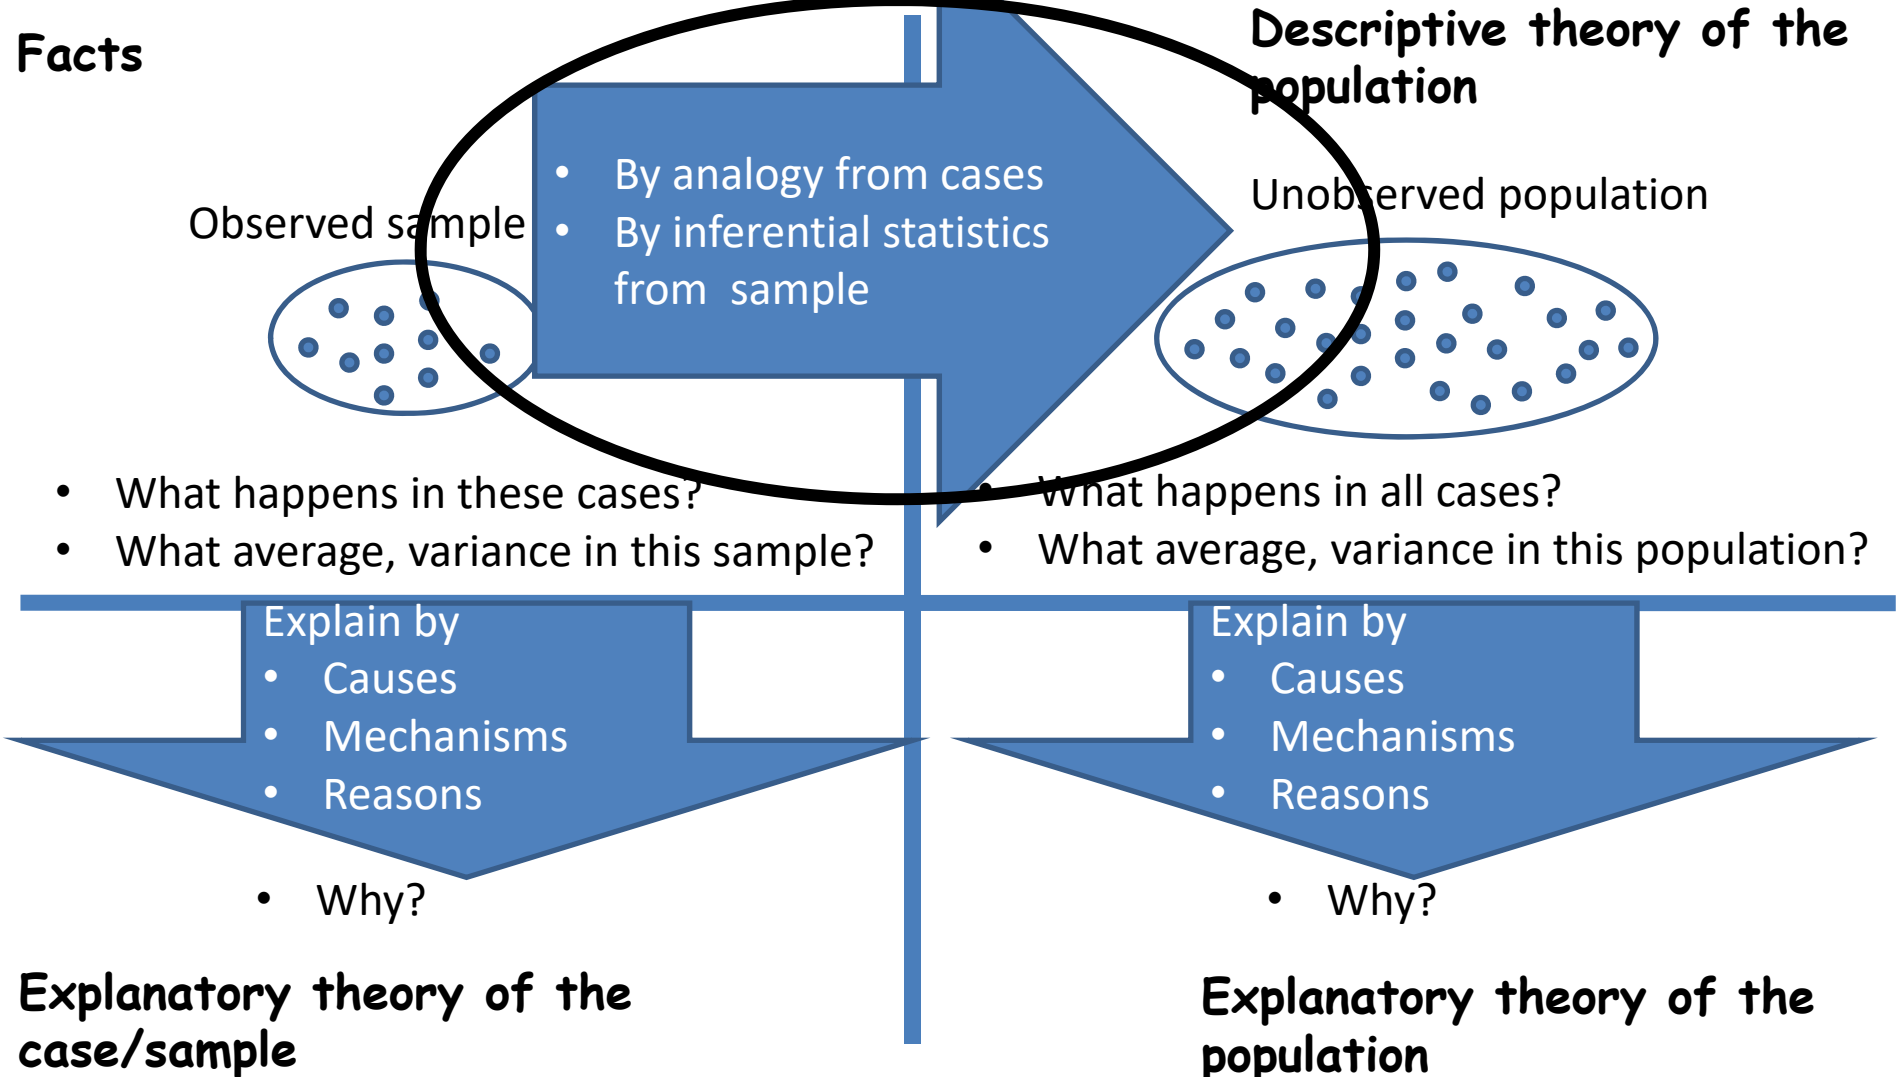 Facts
Descriptive theory of the
population
Observed sample
• By analogy from cases
• By inferential statistics
from sample
Unobserved population
• What happens in these cases?
• What average, variance in this sample?
• What happens in all cases?
• What average, variance in this population?
Explain by
• Causes
• Mechanisms
• Reasons
Explain by
• Causes
• Mechanisms
• Reasons
• Why?
• Why?
Explanatory theory of the
case/sample
Explanatory theory of the
population